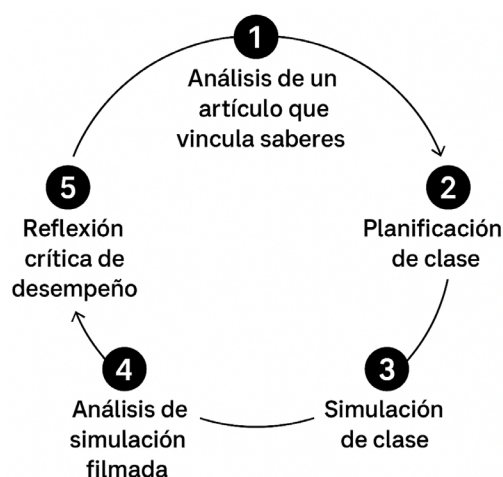 1
Análisis de un
artículo que
vincula saberes
2
Planificación
de clase
3
Simulación
de clase
4
Análisis de
simulación
filmada
5
Reflexión
crítica de
desempeño